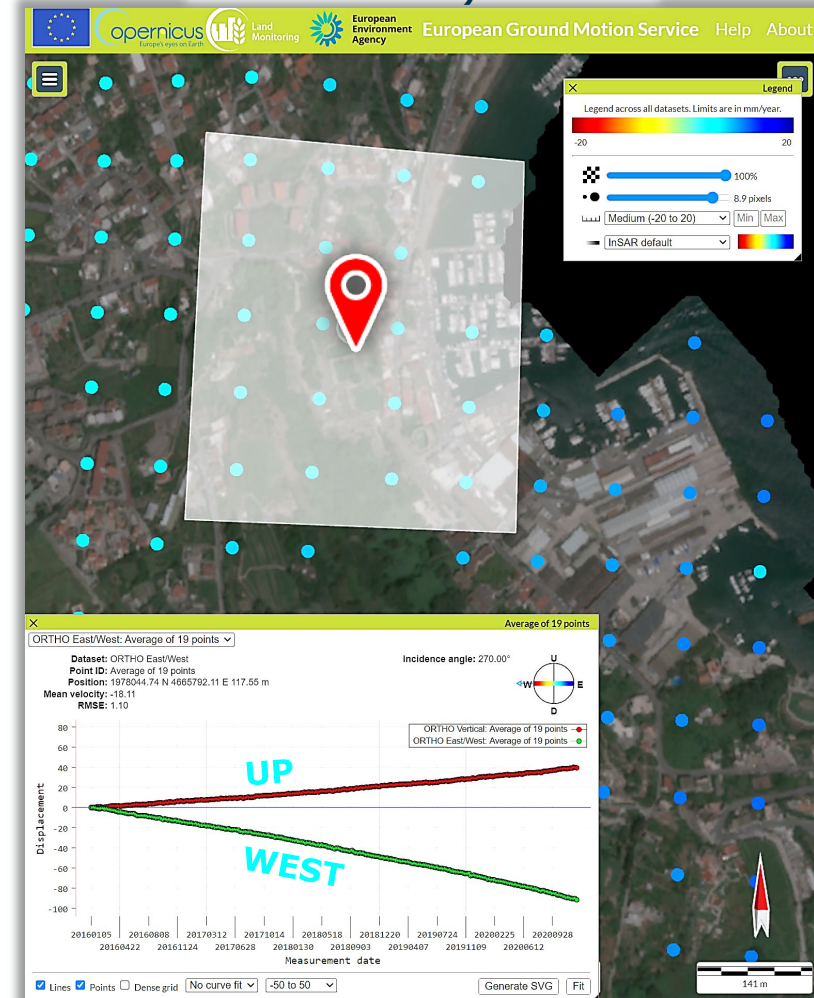 opernicus
Europe's eyes on Earth
Land
Monitoring
European
Environment
Agency
European Ground Motion Service
Help
About
Legend
Legend across all datasets. Limits are in mm/year.
-20
20
100%
8.9 pixels
Medium (-20 to 20)
Min
Max
InSAR default
Average of 19 points
ORTHO East/West: Average of 19 points
Dataset: ORTHO East/West
Point ID: Average of 19 points
Position: 1978044.74 N 4665792.11 E 117.55 m
Mean velocity: -18.11
RMSE: 1.10
Incidence angle: 270.00°
U
W
E
D
ORTHO Vertical: Average of 19 points
ORTHO East/West: Average of 19 points
80
60
40
20
0
-20
-40
-60
-80
-100
Displacement
UP
WEST
20160105 20160808 20170312 20171014 20180518 20181220 20190724 20200225 20200928
20160422 20161124 20170628 20180130 20180903 20190407 20191109 20200612
Measurement date
Lines
Points
Dense grid
No curve fit
-50 to 50
Generate SVG
Fit
141 m